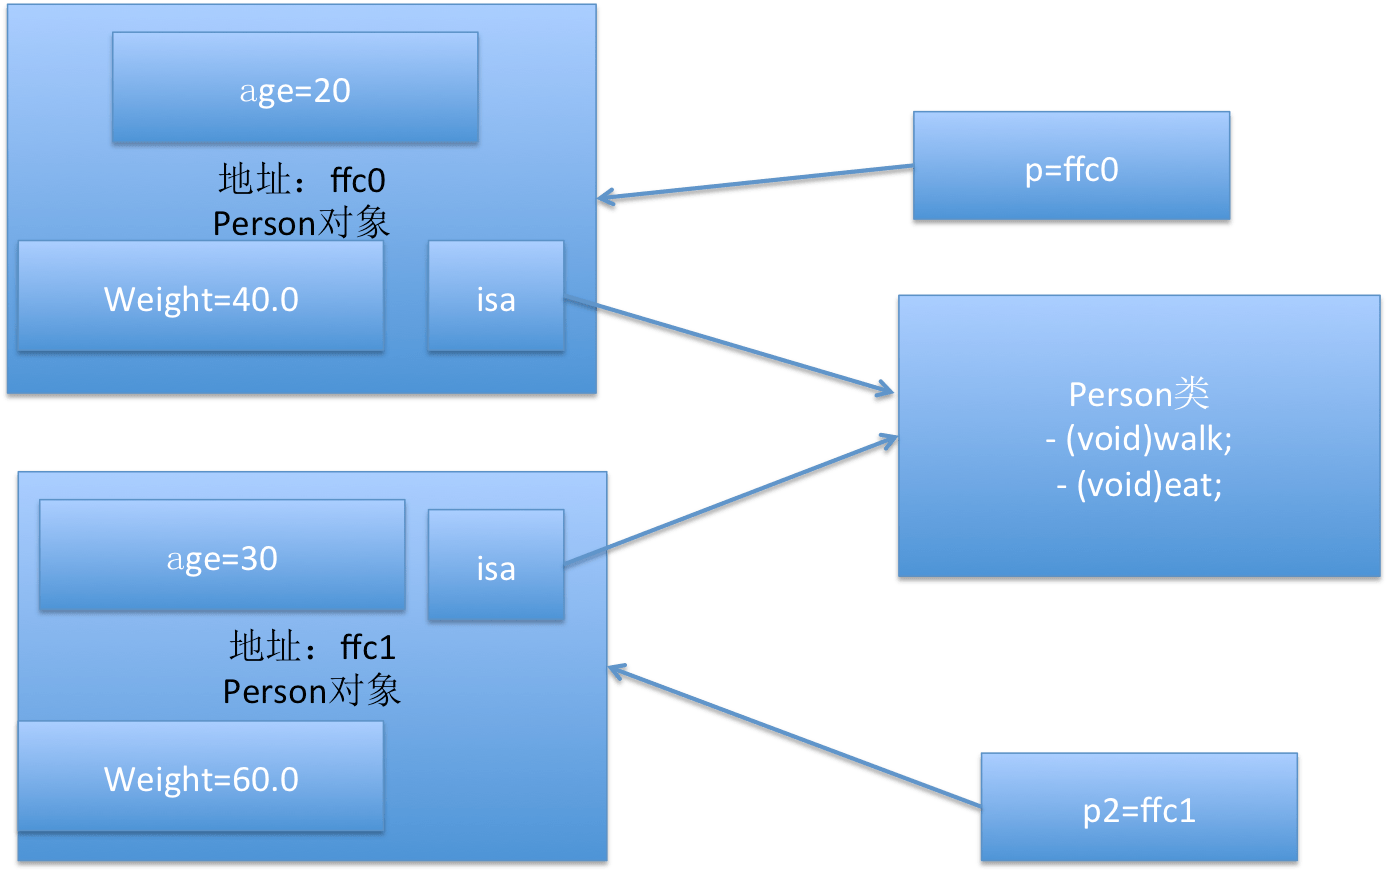 age=20
地址：ffc0
Person对象
Weight=40.0
isa
p=ffc0
Person类
- (void)walk;
- (void)eat;
age=30
isa
地址：ffc1
Person对象
Weight=60.0
p2=ffc1